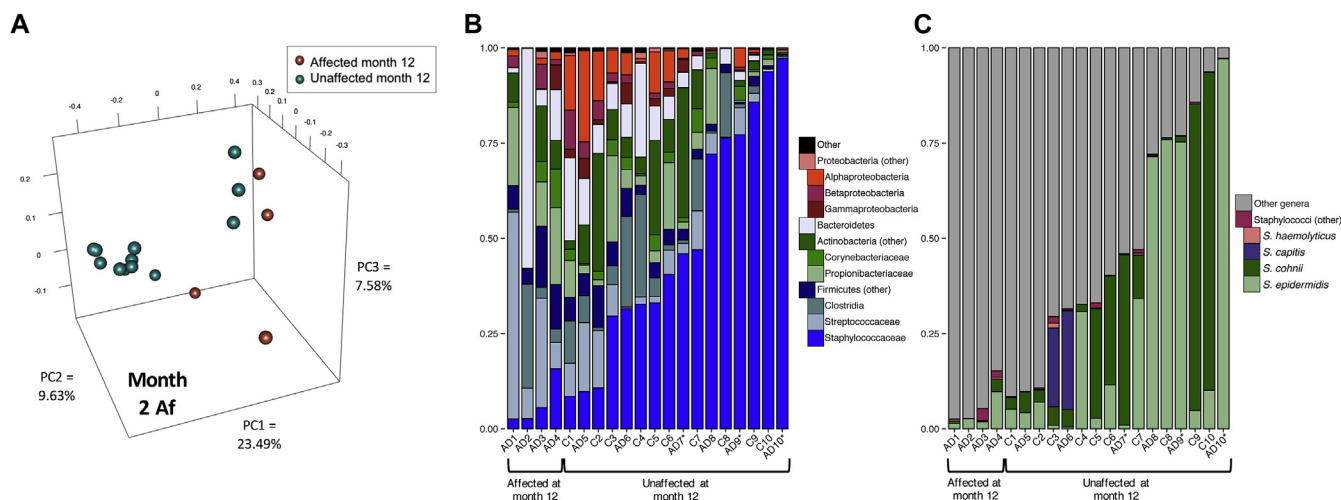 A
Affected month 12
Unaffected month 12
-0.4
-0.2
0
0.2
0.4
0.3
0.2
0.1
0
-0.1
-0.2
-0.3
0.2
0.1
0
-0.1
PC3 =
7.58%
PC2 =
9.63%
Month
2 Af
PC1 =
23.49%
B
1.00
0.75
0.50
0.25
0.00
AD1 AD2 AD3 AD4 C1 AD5 C2 C3 AD6 C4 C5 C6 AD7* C7 AD8 C8 AD9* C9 C10 AD10*
Affected at
month 12
Unaffected at
month 12
Other
Proteobacteria (other)
Alphaproteobacteria
Betaproteobacteria
Gammaproteobacteria
Bacteroidetes
Actinobacteria (other)
Corynebacteriaceae
Propionibacteriaceae
Firmicutes (other)
Clostridia
Streptococcaceae
Staphylococcaceae
C
1.00
0.75
0.50
0.25
0.00
AD1 AD2 AD3 AD4 C1 AD5 C2 C3 AD6 C4 C5 C6 AD7* C7 AD8 C8 AD9* C9 C10 AD10*
Affected at
month 12
Unaffected at
month 12
Other genera
Staphylococci (other)
S. haemolyticus
S. capitis
S. cohnii
S. epidermidis